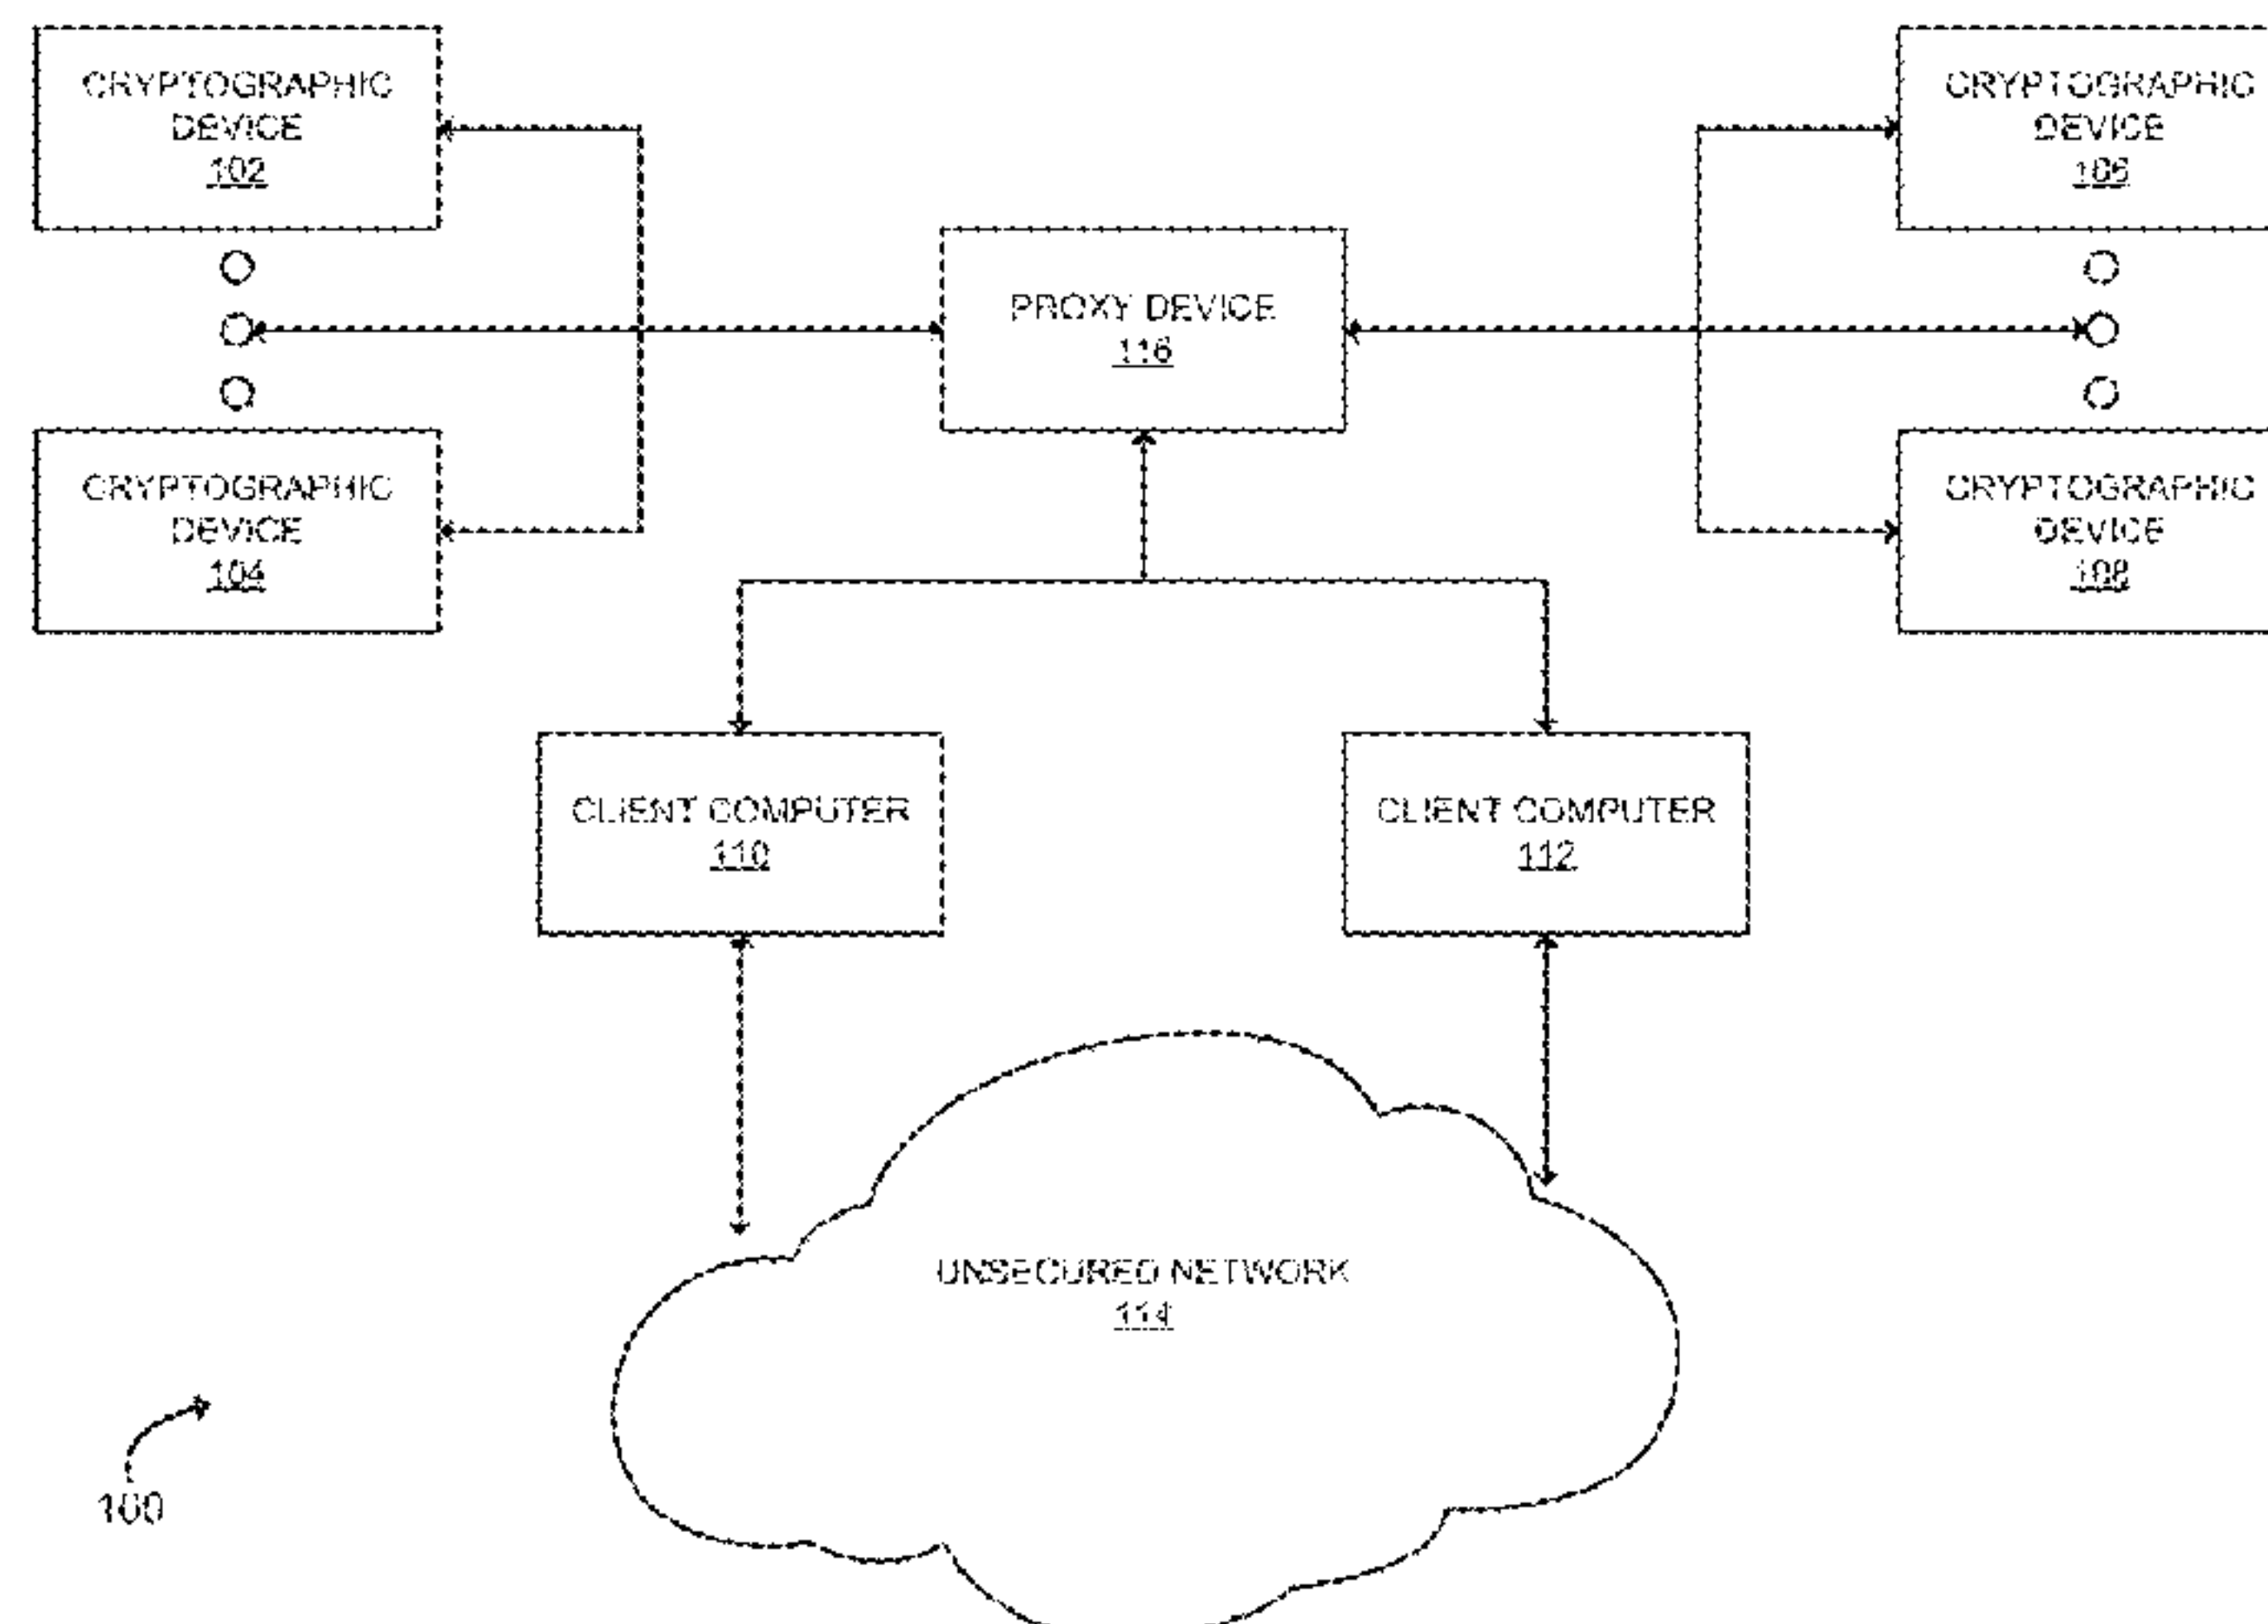 CRYPTOGRAPHIC
DEVICE
102
CRYPTOGRAPHIC
DEVICE
106
PROXY DEVICE
116
CRYPTOGRAPHIC
DEVICE
104
CRYPTOGRAPHIC
DEVICE
108
CLIENT COMPUTER
110
CLIENT COMPUTER
112
UNSECURED NETWORK
114
100